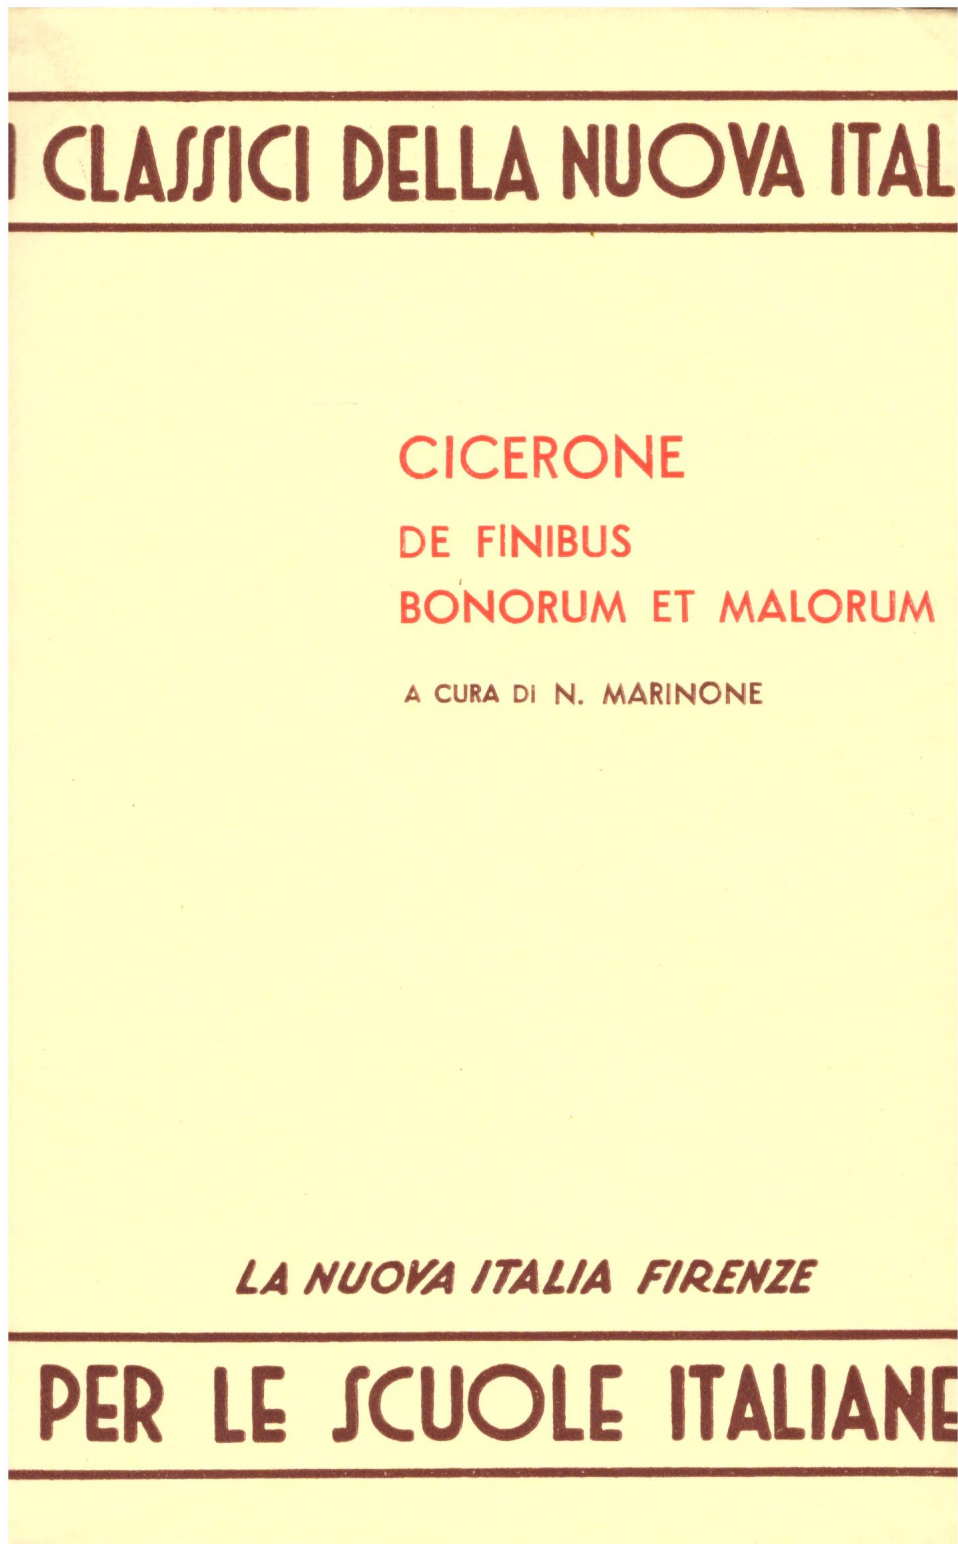 I CLASSICI DELLA NUOVA ITAL
CICERONE
DE FINIBUS
BONORUM ET MALORUM
A CURA DI N. MARINONE
LA NUOVA ITALIA FIRENZE
PER LE SCUOLE ITALIANE